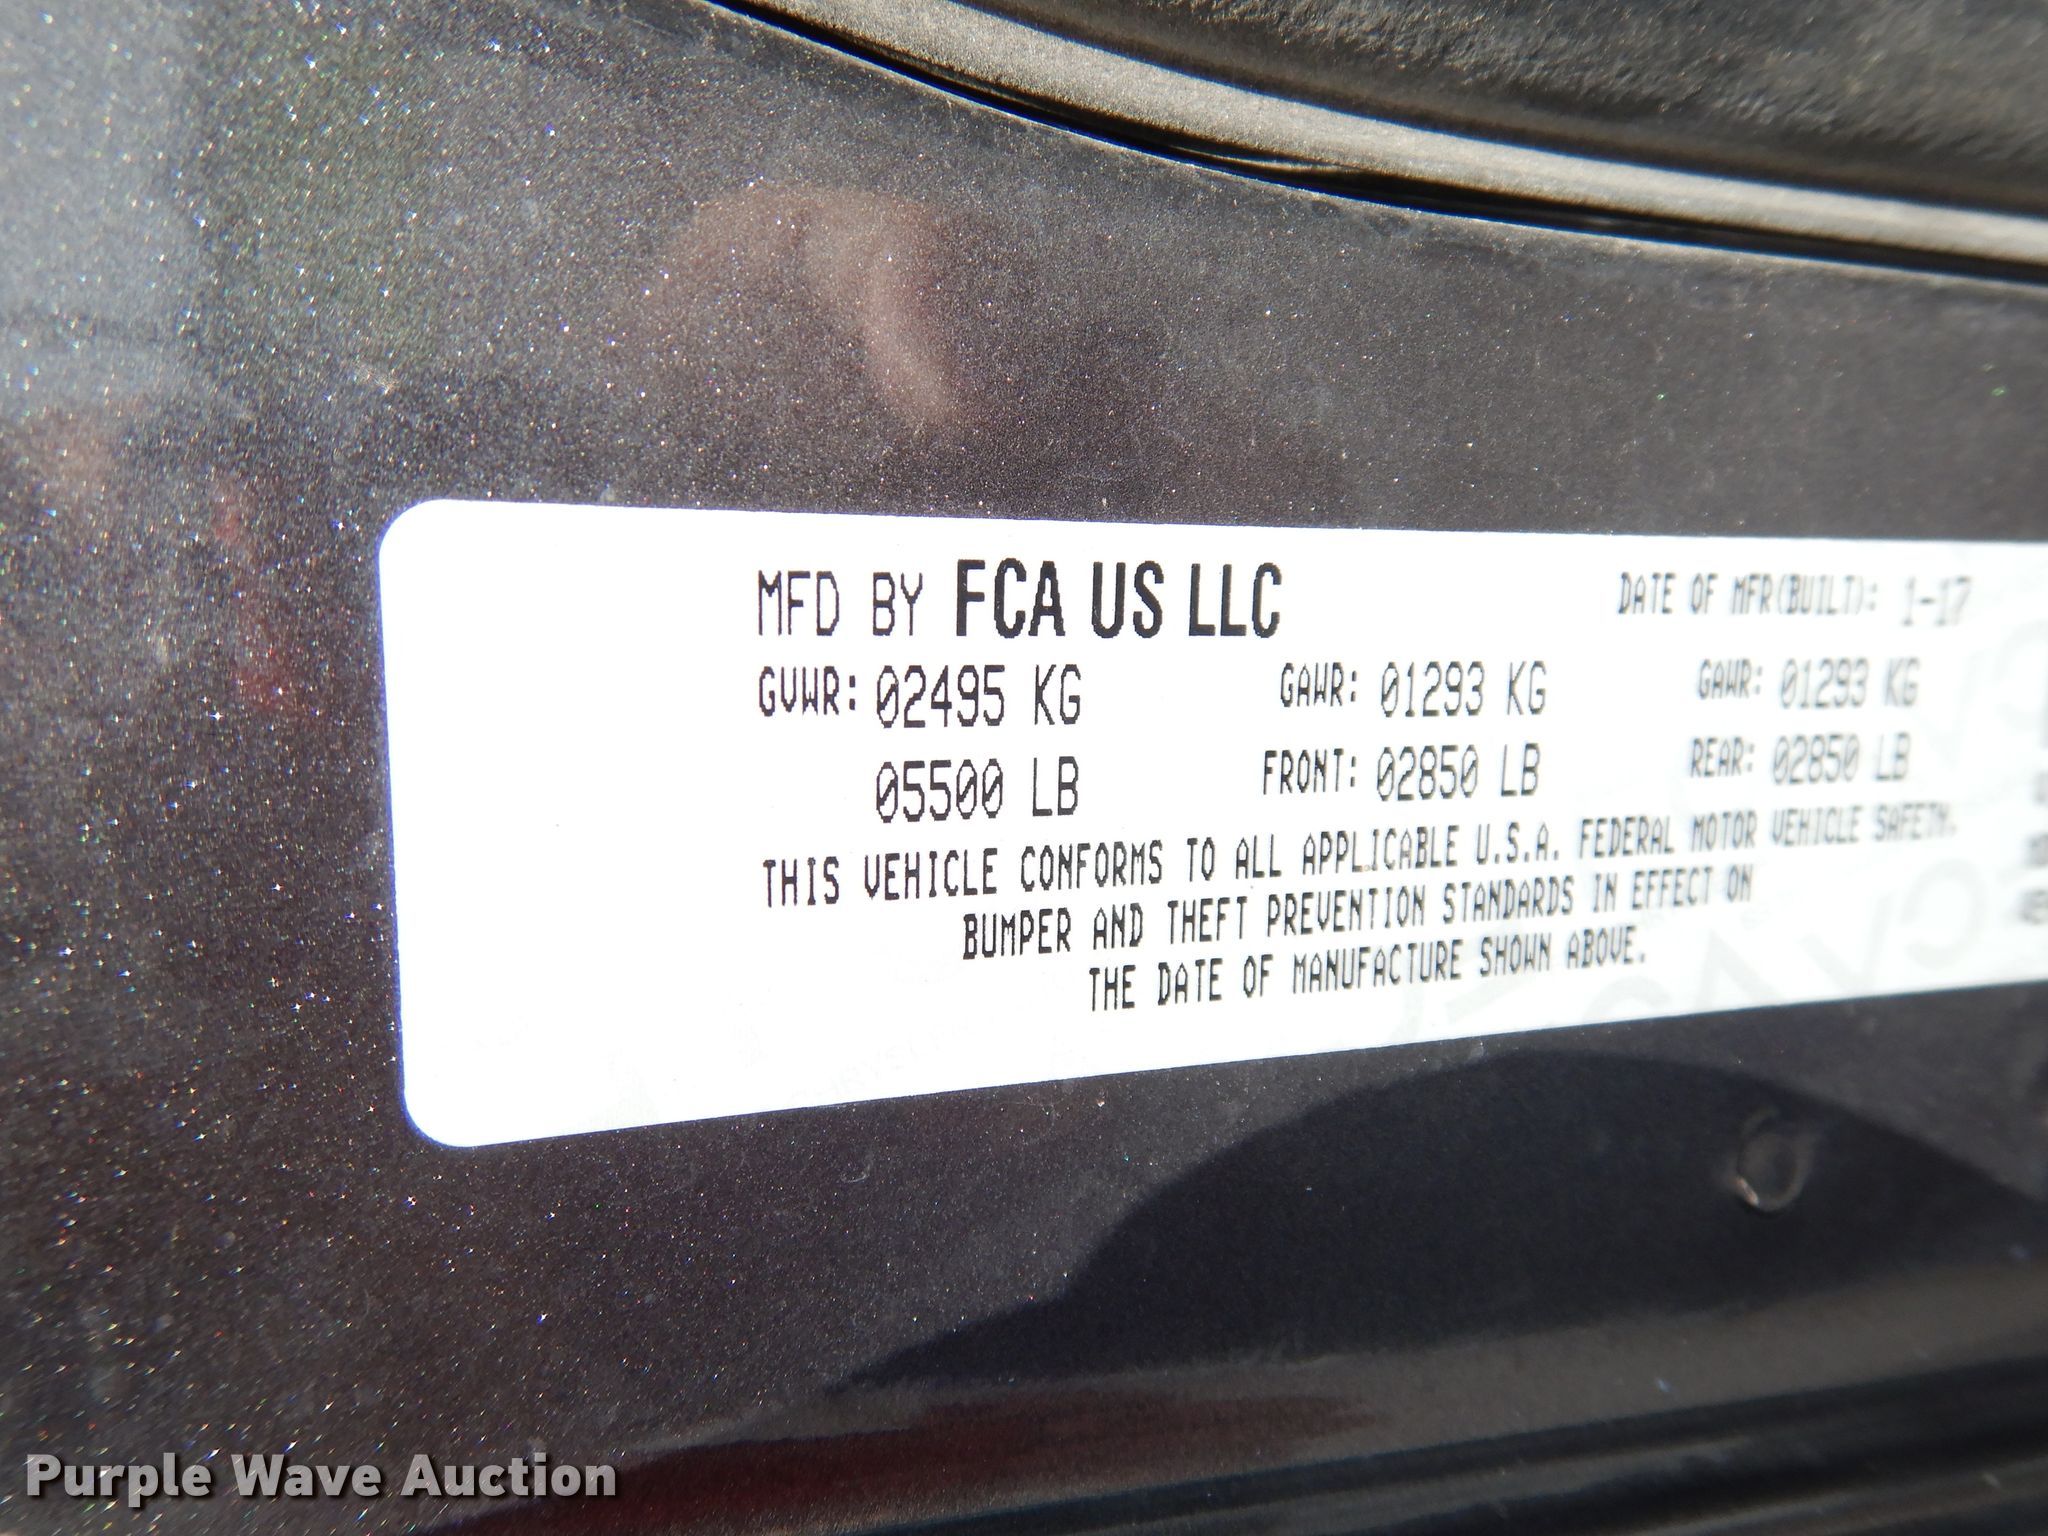 MFD BY FCA US LLC DATE OF MFR(BUILT): 1-17
GVWR: 02495 KG GAWR: 01293 KG GAWR: 01293 KG
05500 LB FRONT: 02850 LB REAR: 02850 LB
THIS VEHICLE CONFORMS TO ALL APPLICABLE U.S.A. FEDERAL MOTOR VEHICLE SAFETY,
BUMPER AND THEFT PREVENTION STANDARDS IN EFFECT ON
THE DATE OF MANUFACTURE SHOWN ABOVE.
Purple Wave Auction